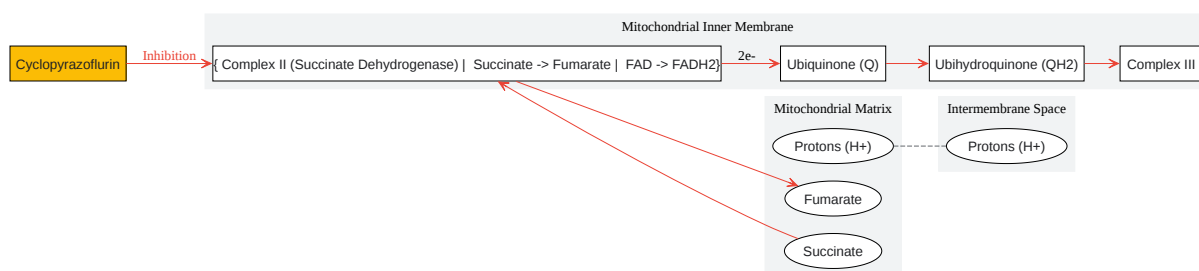 Mitochondrial Inner Membrane
Cyclopyrazoflurin
Inhibition
{ Complex II (Succinate Dehydrogenase) |  Succinate -> Fumarate |  FAD -> FADH2}
2e-
Ubiquinone (Q)
Ubihydroquinone (QH2)
Complex III
Mitochondrial Matrix
Intermembrane Space
Protons (H+)
Protons (H+)
Fumarate
Succinate